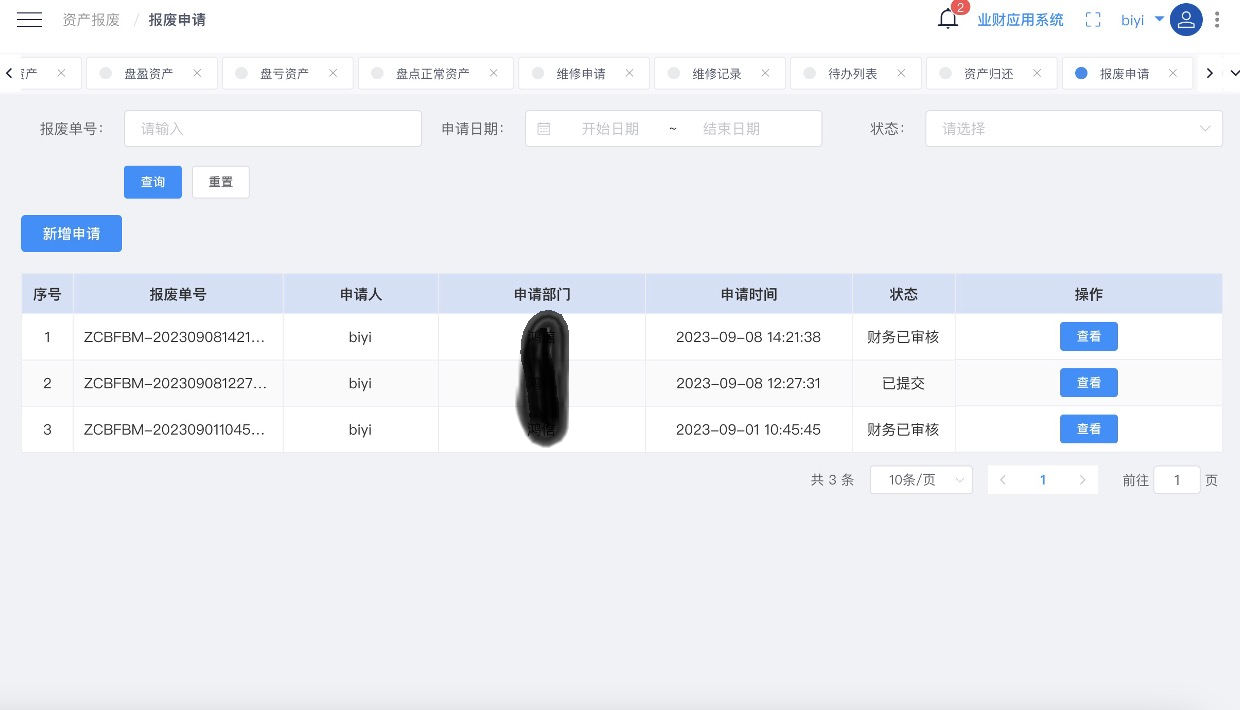 资产报废 / 报废申请
2 业财应用系统 biyi
资产 盘盈资产 盘亏资产 盘点正常资产 维修申请 维修记录 待办列表 资产归还 报废申请
报废单号： 请输入 申请日期： 开始日期 ~ 结束日期 状态： 请选择
查询 重置
新增申请
序号 报废单号 申请人 申请部门 申请时间 状态 操作
1 ZCBFBM-202309081421... biyi 2023-09-08 14:21:38 财务已审核 查看
2 ZCBFBM-202309081227... biyi 2023-09-08 12:27:31 已提交 查看
3 ZCBFBM-202309011045... biyi 2023-09-01 10:45:45 财务已审核 查看
共 3 条 10条/页 1 前往 1 页